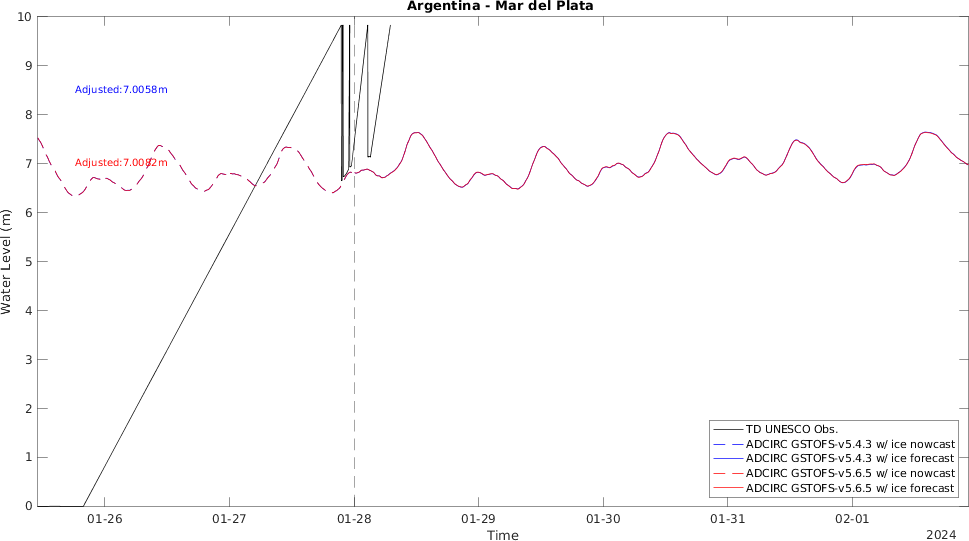 Argentina - Mar del Plata
10
9
8
7
6
5
4
3
2
1
0
Water Level (m)
Adjusted:7.0058m
Adjusted:7.0082m
TD UNESCO Obs.
ADCIRC GSTOFS-v5.4.3 w/ ice nowcast
ADCIRC GSTOFS-v5.4.3 w/ ice forecast
ADCIRC GSTOFS-v5.6.5 w/ ice nowcast
ADCIRC GSTOFS-v5.6.5 w/ ice forecast
01-26 01-27 01-28 01-29 01-30 01-31 02-01
Time
2024